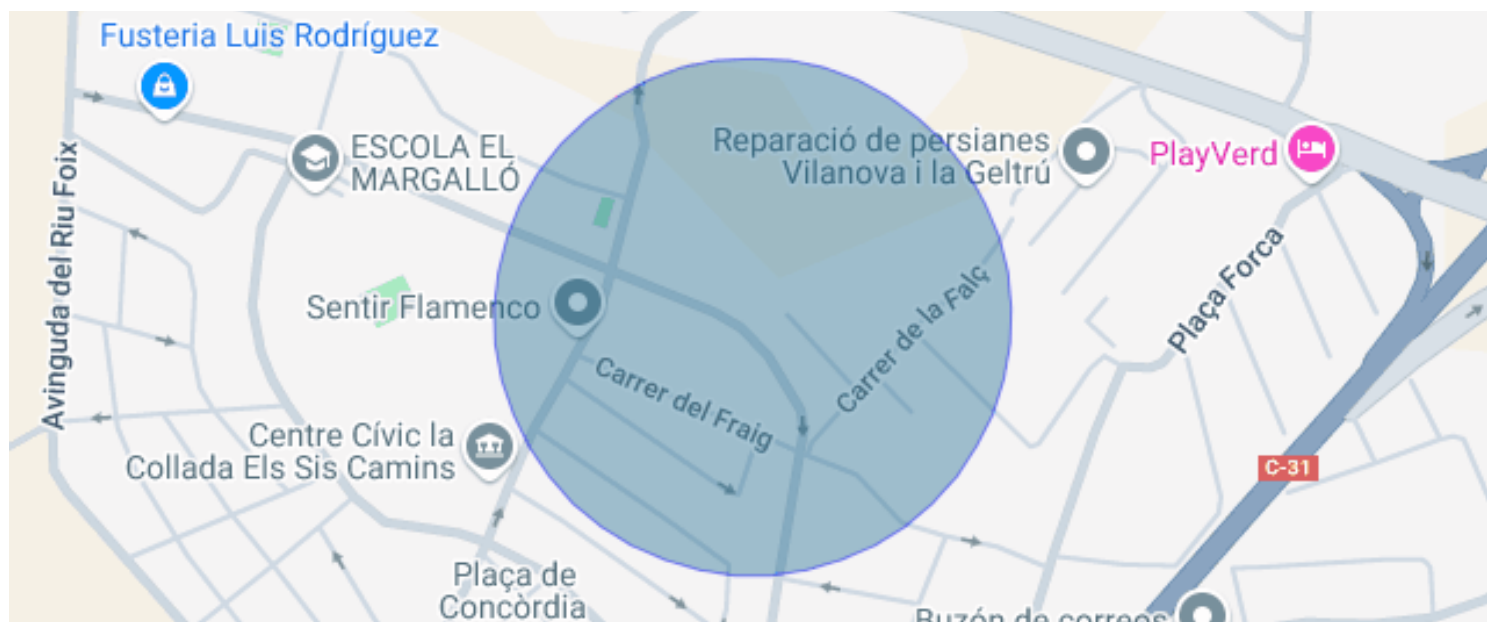 Fusteria Luis Rodríguez
ESCOLA EL
MARGALLÓ
Reparació de persianes
Vilanova i la Geltrú
PlayVerd
Avinguda del Riu Foix
Sentir Flamenco
Plaça Forca
Carrer de la Falç
Carrer del Fraig
Centre Cívic la
Collada Els Sis Camins
C-31
Plaça de
Concòrdia
Buzón de correos